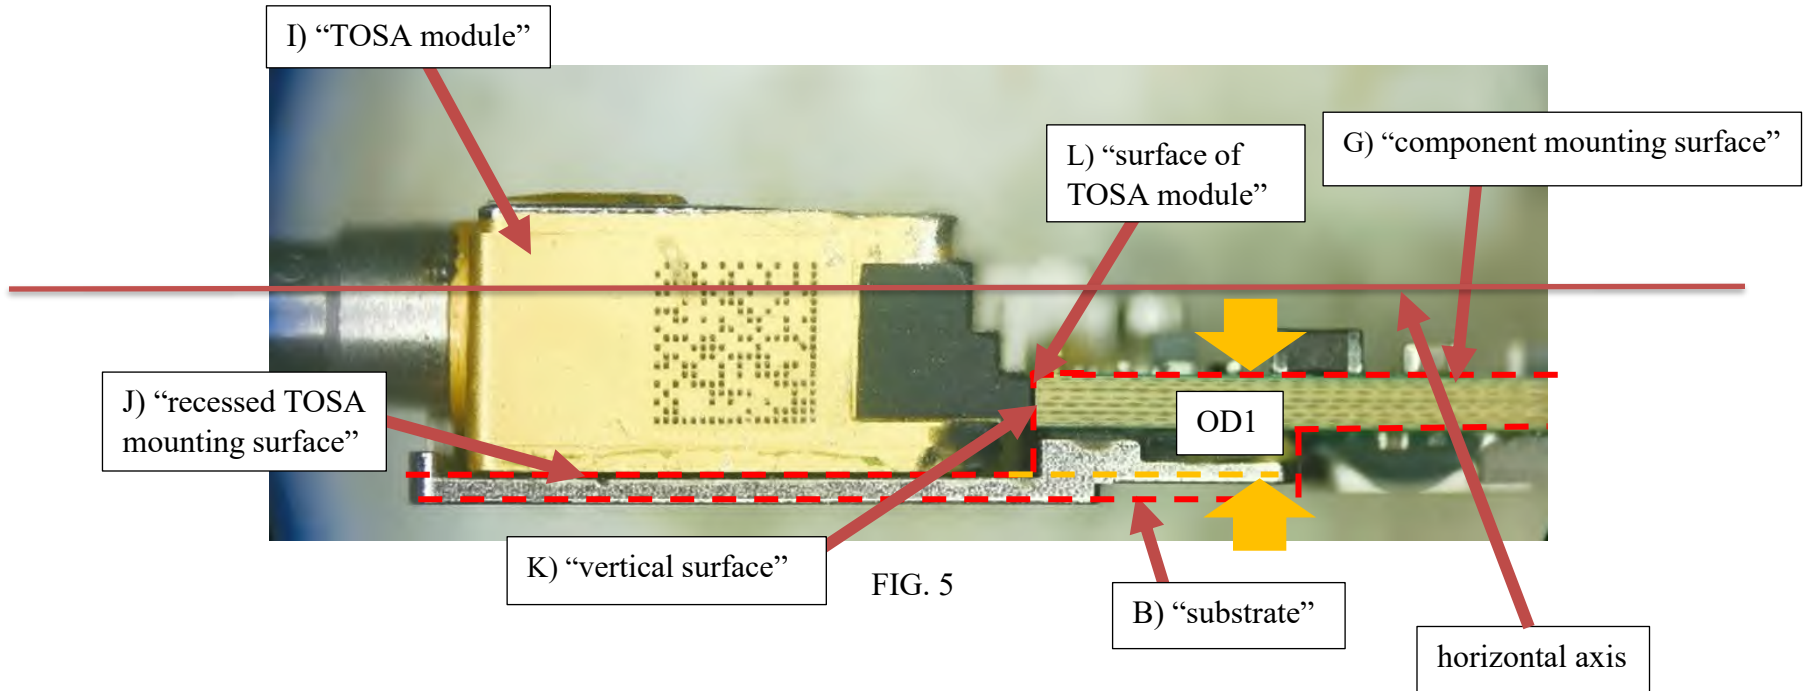 I) “TOSA module”
L) “surface of
TOSA module”
G) “component mounting surface”
J) “recessed TOSA
mounting surface”
OD1
K) “vertical surface”
FIG. 5
B) “substrate”
horizontal axis